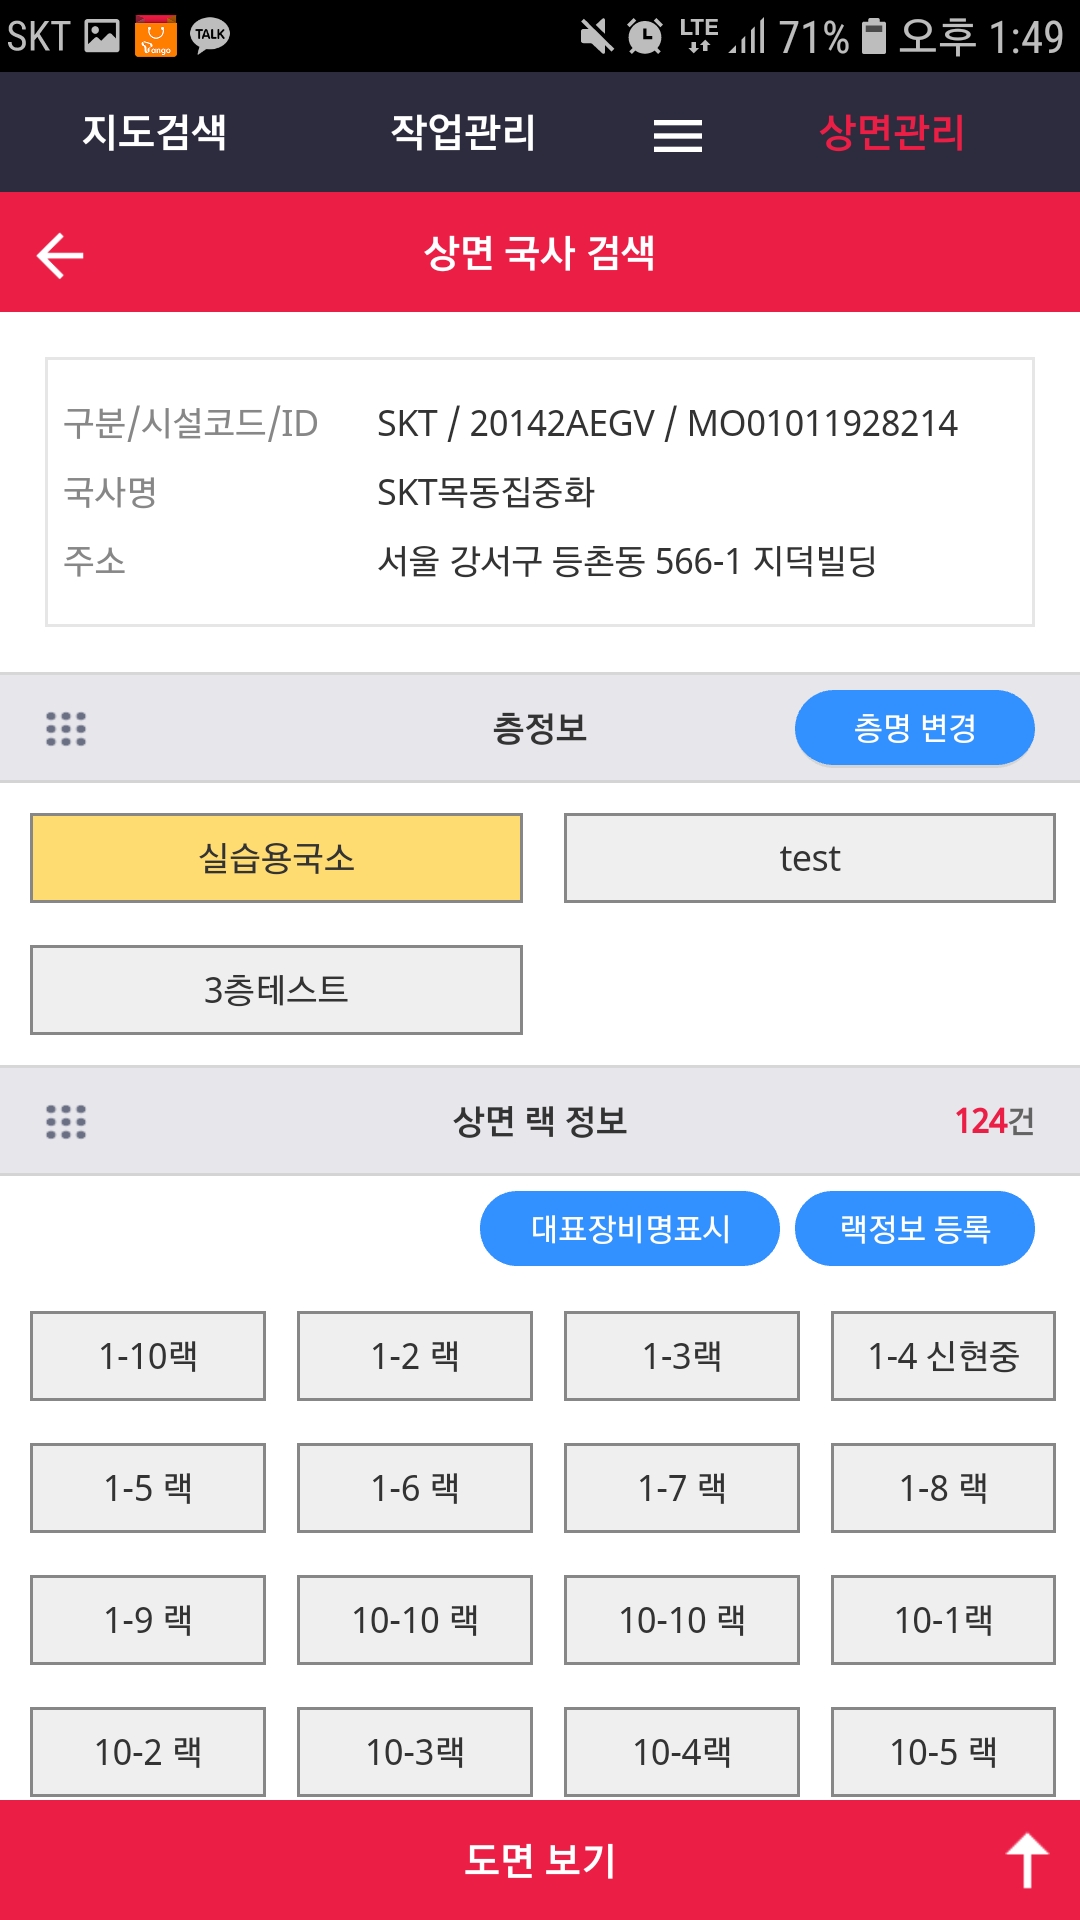 SKT TALK LTE 71% 오후 1:49
지도검색 작업관리 상면관리
상면 국사 검색
구분/시설코드/ID SKT / 20142AEGV / MO01011928214
국사명 SKT목동집중화
주소 서울 강서구 등촌동 566-1 지덕빌딩
층정보 층명 변경
실습용국소 test
3층테스트
상면 랙 정보 124건
대표장비명표시 랙정보 등록
1-10랙 1-2 랙 1-3랙 1-4 신현중
1-5 랙 1-6 랙 1-7 랙 1-8 랙
1-9 랙 10-10 랙 10-10 랙 10-1랙
10-2 랙 10-3랙 10-4랙 10-5 랙
도면 보기